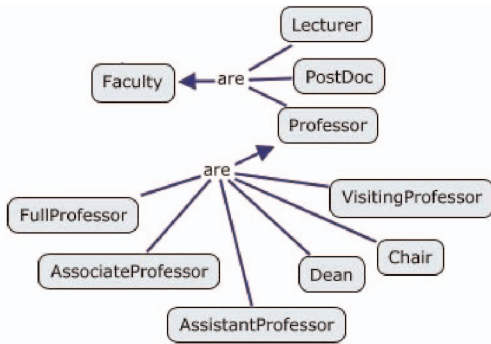 Lecturer
Faculty
are
PostDoc
Professor
are
FullProfessor
VisitingProfessor
AssociateProfessor
Dean
Chair
AssistantProfessor